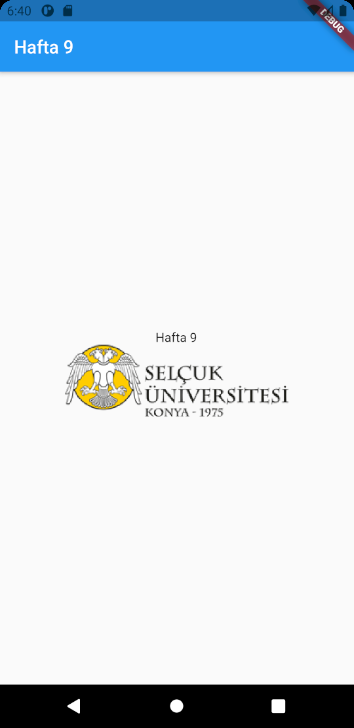 6:40
DEBUG
Hafta 9
Hafta 9
SELÇUK
ÜNİVERSİTESİ
KONYA - 1975